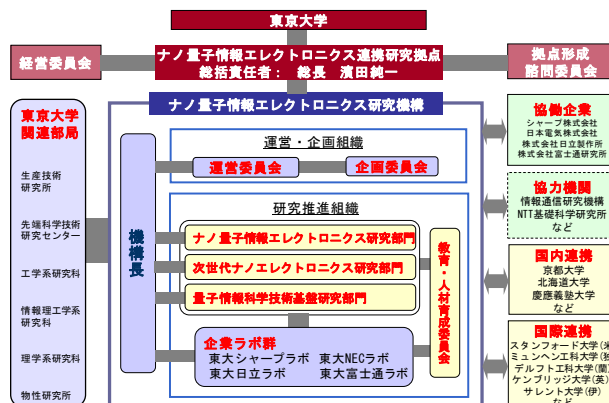 東京大学
経営委員会
ナノ量子情報エレクトロニクス連携研究拠点
総括責任者： 総長 濱田純一
拠点形成
諮問委員会
ナノ量子情報エレクトロニクス研究機構
東京大学
関連部局
生産技術
研究所
先端科学技術
研究センター
工学系研究科
情報理工学系
研究科
理学系研究科
物性研究所
機構長
運営・企画組織
運営委員会
企画委員会
研究推進組織
ナノ量子情報エレクトロニクス研究部門
次世代ナノエレクトロニクス研究部門
量子情報科学技術基盤研究部門
教育・人材育成委員会
企業ラボ群
東大シャープラボ 東大NECラボ
東大日立ラボ 東大富士通ラボ
協働企業
シャープ株式会社
日本電気株式会社
株式会社日立製作所
株式会社富士通研究所
協力機関
情報通信研究機構
NTT基礎科学研究所
など
国内連携
京都大学
北海道大学
慶應義塾大学
など
国際連携
スタンフォード大学(米)
ミュンヘン工科大学(独)
デルフト工科大学(蘭)
ケンブリッジ大学(英)
サレント大学(伊)
など